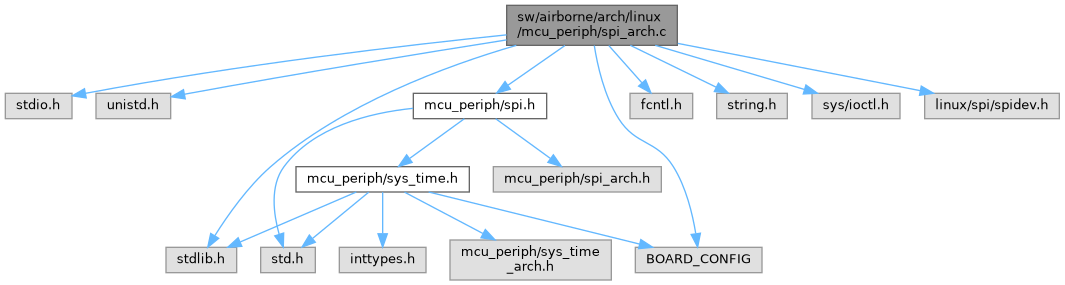 sw/airborne/arch/linux
/mcu_periph/spi_arch.c
stdio.h
unistd.h
mcu_periph/spi.h
fcntl.h
string.h
sys/ioctl.h
linux/spi/spidev.h
mcu_periph/sys_time.h
mcu_periph/spi_arch.h
stdlib.h
std.h
inttypes.h
mcu_periph/sys_time
_arch.h
BOARD_CONFIG